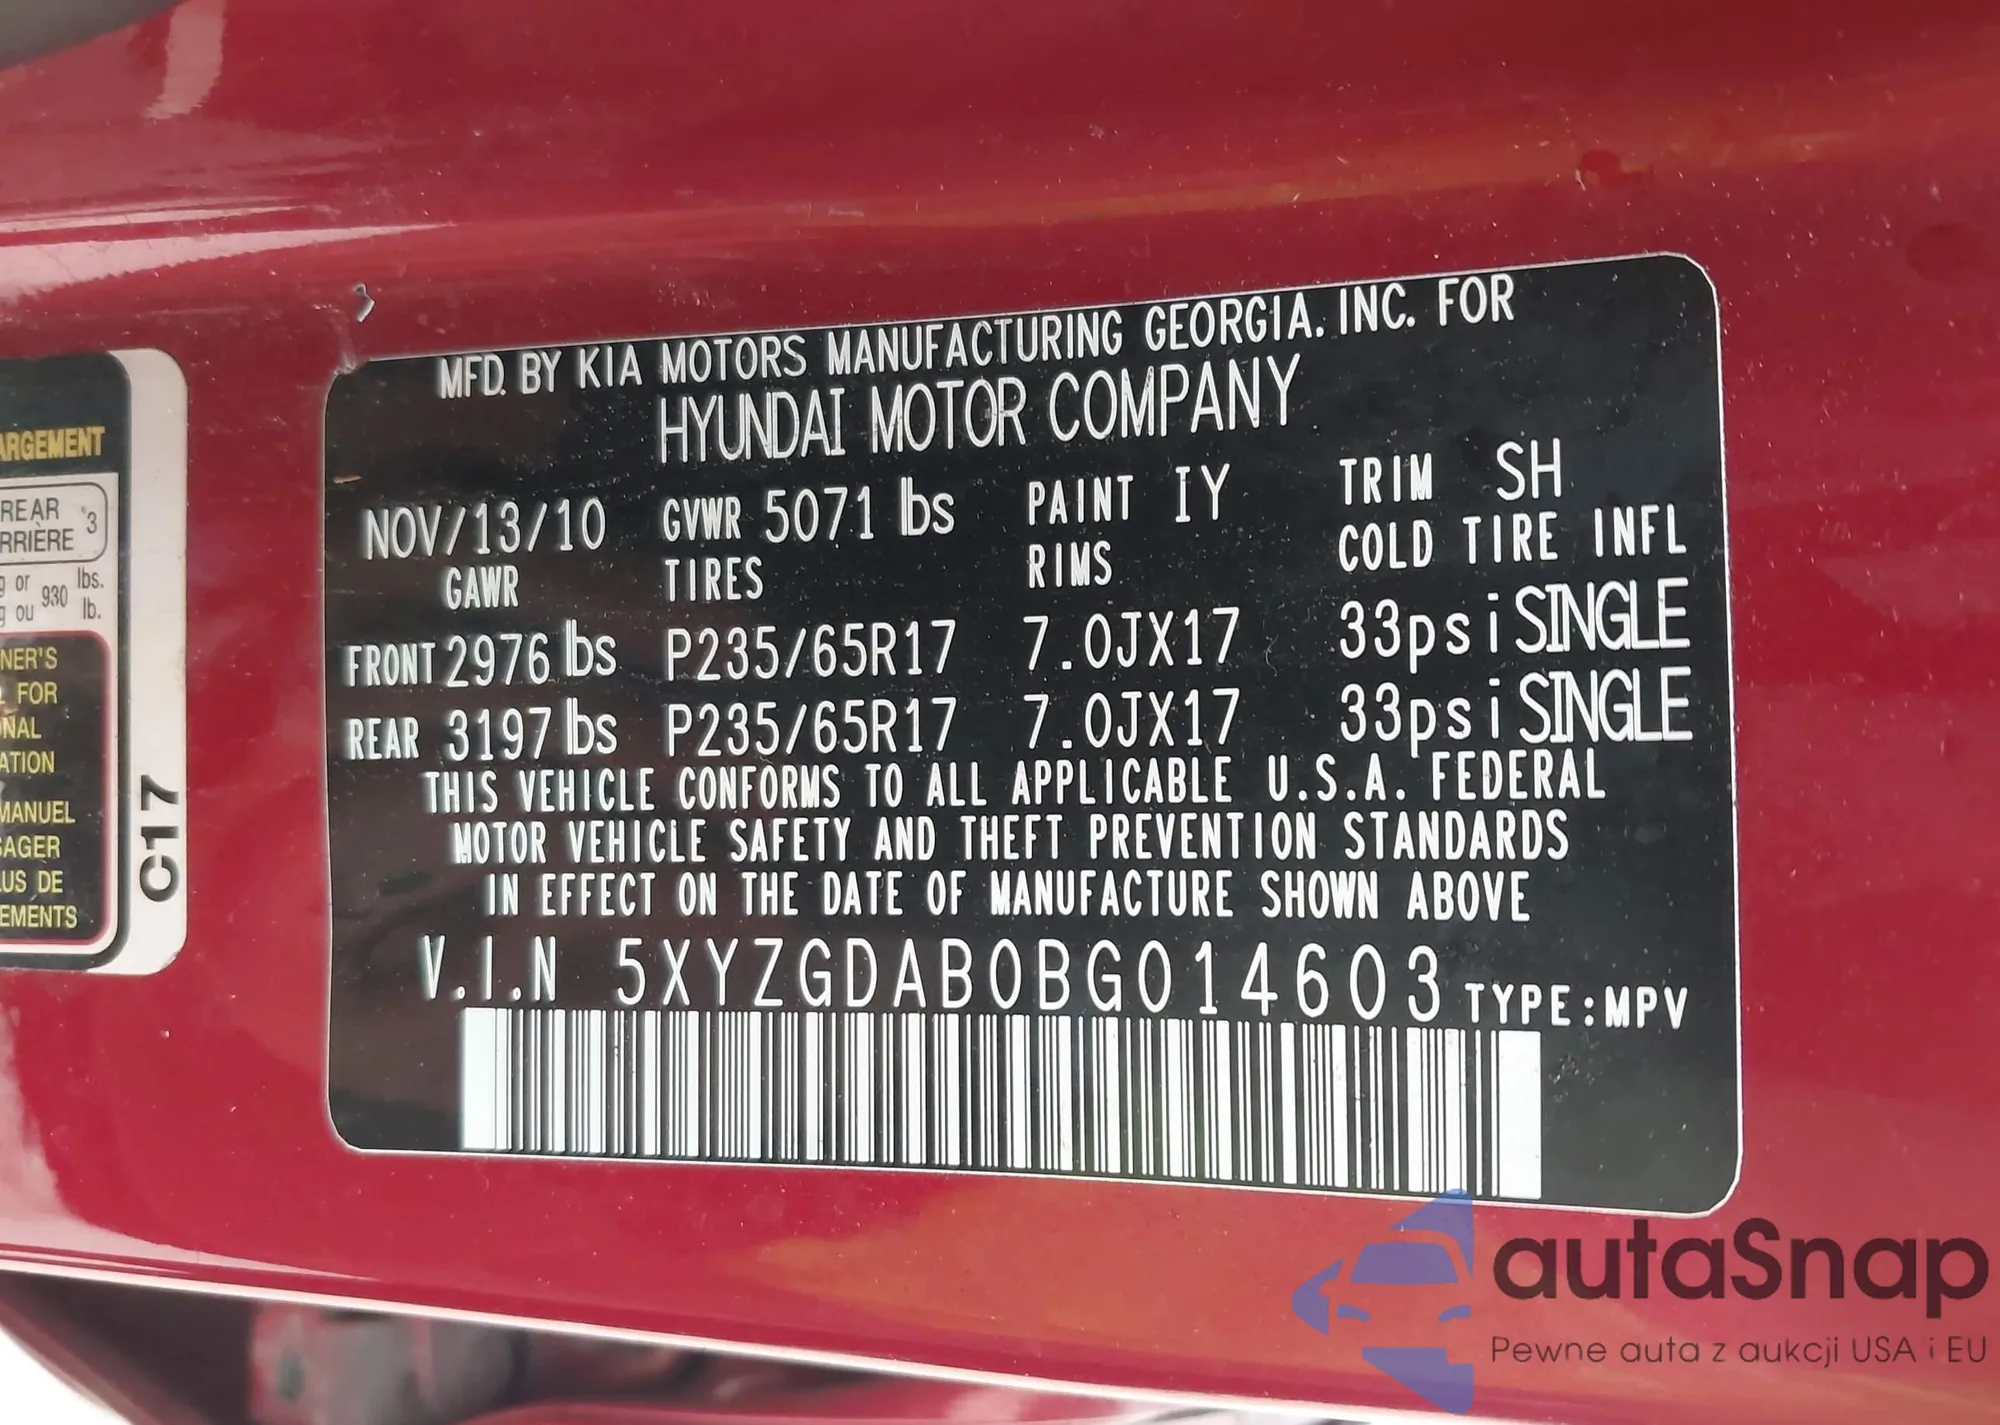 MFD. BY KIA MOTORS MANUFACTURING GEORGIA. INC. FOR
HYUNDAI MOTOR COMPANY
NOV/13/10 GVWR 5071 lbs PAINT IY TRIM SH
GAWR TIRES RIMS COLD TIRE INFL
FRONT 2976 lbs P235/65R17 7.0JX17 33psi SINGLE
REAR 3197 lbs P235/65R17 7.0JX17 33psi SINGLE
THIS VEHICLE CONFORMS TO ALL APPLICABLE U.S.A. FEDERAL
MOTOR VEHICLE SAFETY AND THEFT PREVENTION STANDARDS
IN EFFECT ON THE DATE OF MANUFACTURE SHOWN ABOVE
V.I.N 5XYZGDAB0BG014603 TYPE:MPV
ARGEMENT
REAR 3
RRIÈRE
g or 930 lbs.
g ou lb.
NER'S
FOR
NAL
ATION
MANUEL
SAGER
US DE
EMENTS
C17
autaSnap
Pewne auta z aukcji USA i EU